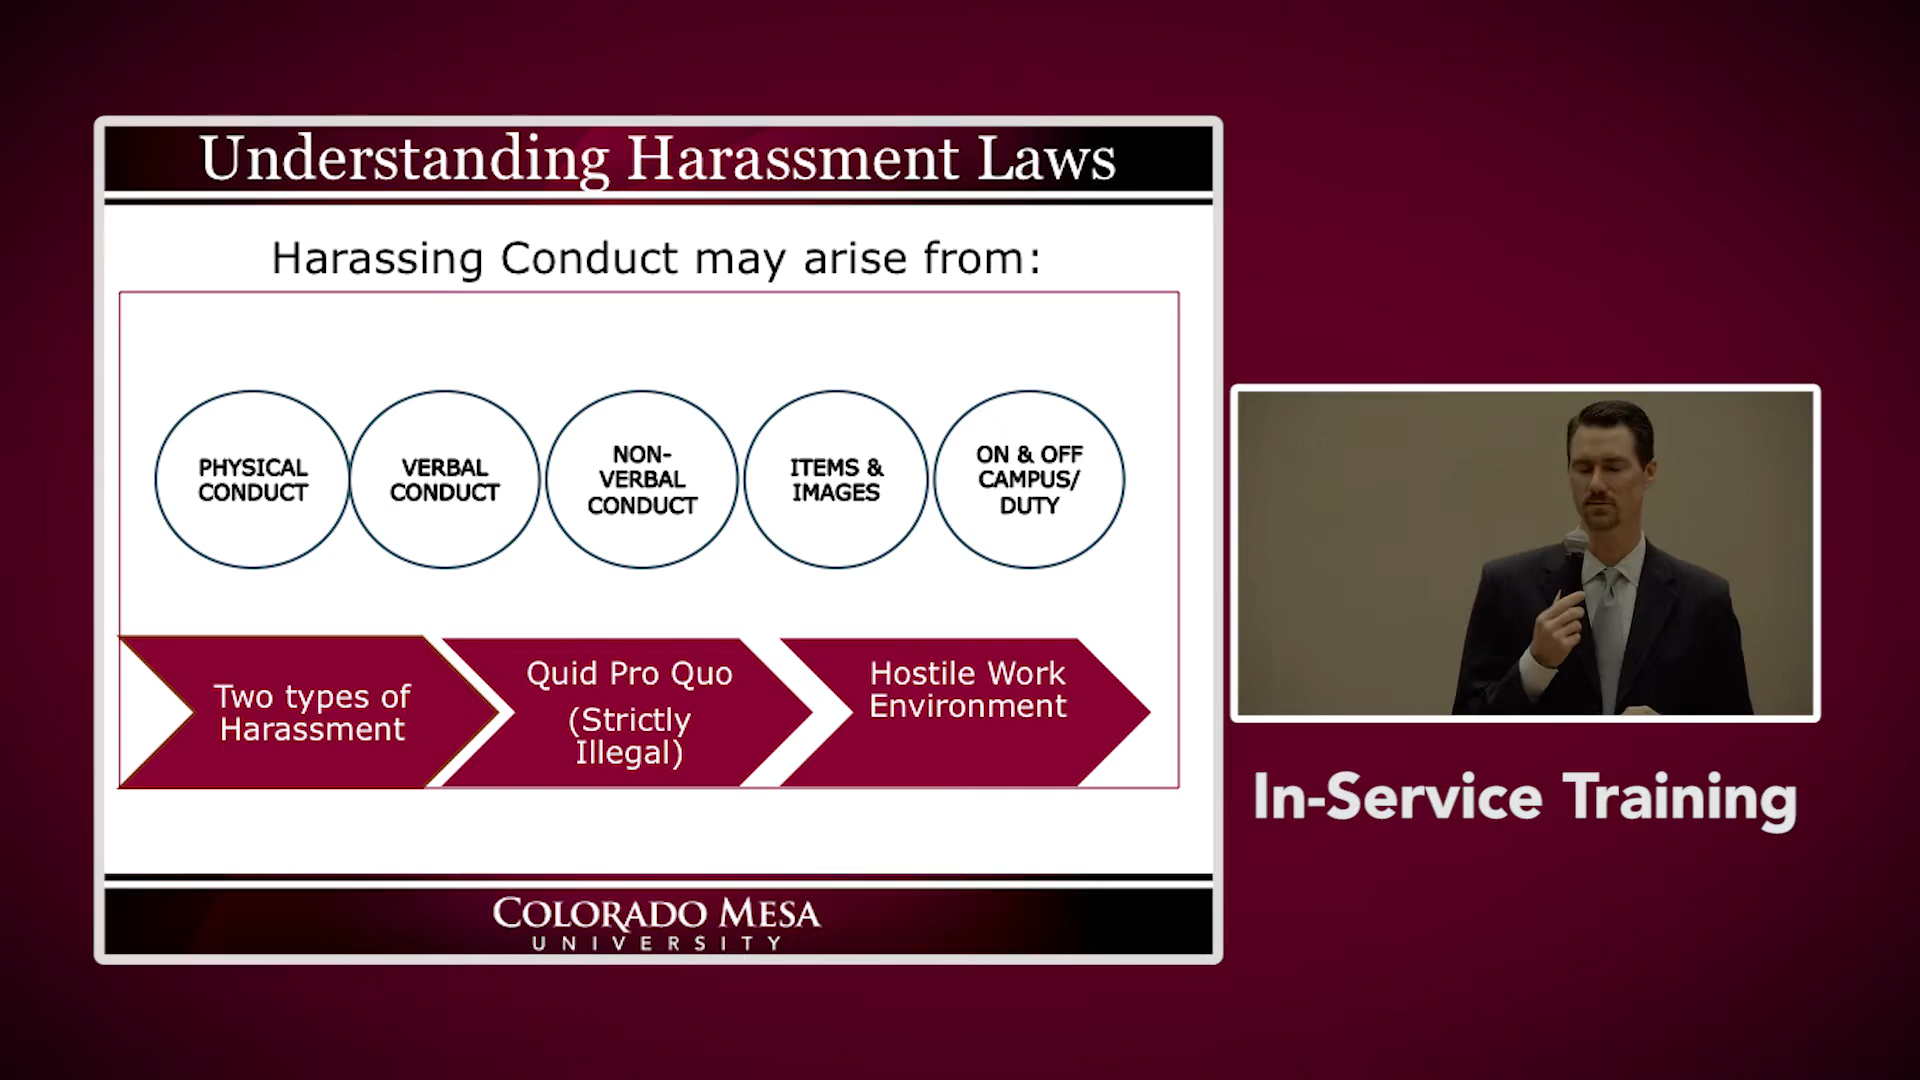 Understanding Harassment Laws
Harassing Conduct may arise from:
PHYSICAL
CONDUCT
VERBAL
CONDUCT
NON-
VERBAL
CONDUCT
ITEMS &
IMAGES
ON & OFF
CAMPUS/
DUTY
Two types of
Harassment
Quid Pro Quo
(Strictly
Illegal)
Hostile Work
Environment
COLORADO MESA
UNIVERSITY
In-Service Training